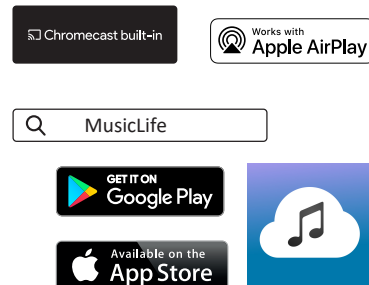 Chromecast built-in
Works with
Apple AirPlay
MusicLife
GET IT ON
Google Play
Available on the
App Store